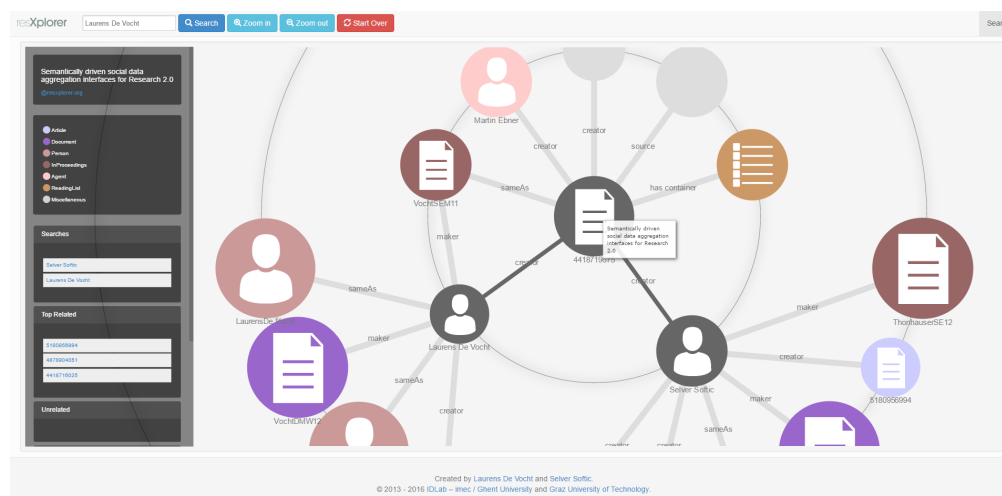 resXplorer
Laurens De Vocht
Search
Zoom in
Zoom out
Start Over
Sear
Semantically driven social data
aggregation interfaces for Research 2.0
@resxplorer.org
Article
Document
Person
InProceedings
Agent
ReadingList
Miscellaneous
Searches
Selver Softic
Laurens De Vocht
Top Related
5180956994
4878904051
4418716025
Unrelated
Martin Ebner
creator
creator
source
VochtSEM11
sameAs
has container
Semantically driven
social data aggregation
interfaces for Research
2.0
maker
creator
creator
sameAs
maker
ThonhauserSE12
maker
Laurens De Vocht
creator
Selver Softic
5180956994
sameAs
maker
VochtDMW12
creator
sameAs
creator
creator
Created by Laurens De Vocht and Selver Softic.
© 2013 - 2016 IDLab – imec / Ghent University and Graz University of Technology.